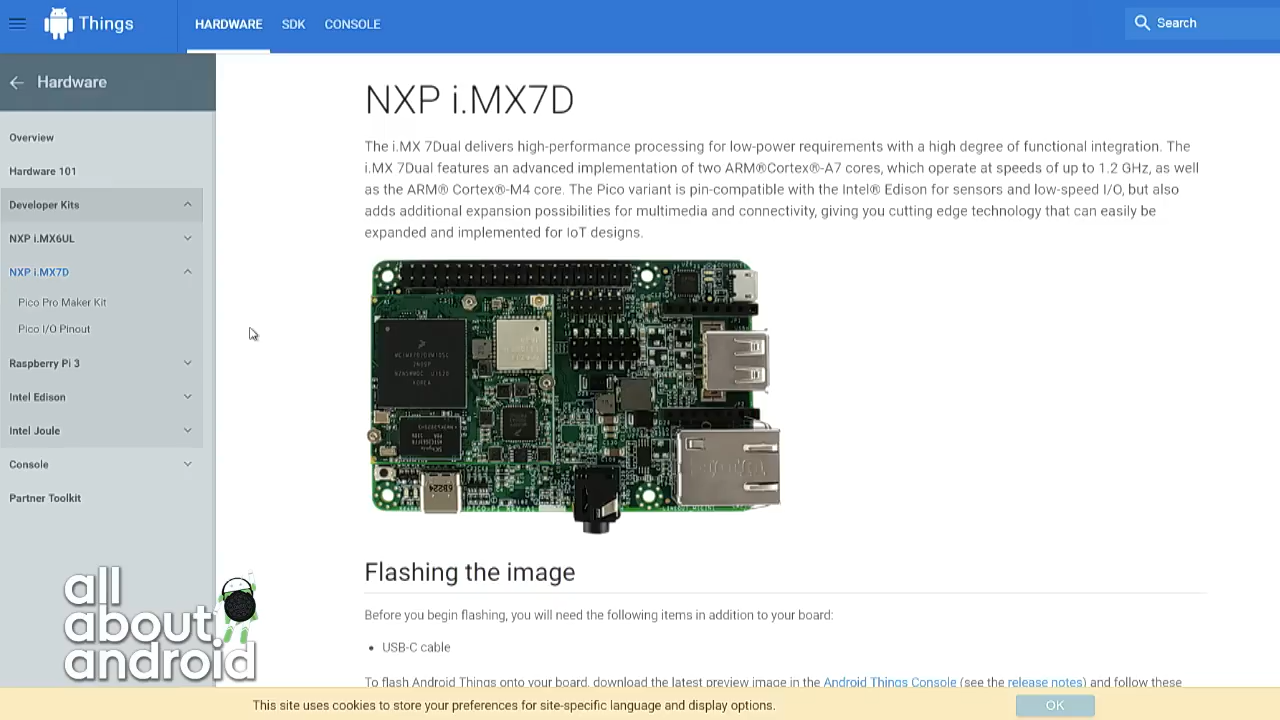 Things
HARDWARE
SDK
CONSOLE
Search
Hardware
Overview
Hardware 101
Developer Kits
NXP i.MX6UL
NXP i.MX7D
Pico Pro Maker Kit
Pico I/O Pinout
Raspberry Pi 3
Intel Edison
Intel Joule
Console
Partner Toolkit
NXP i.MX7D
The i.MX 7Dual delivers high-performance processing for low-power requirements with a high degree of functional integration. The
i.MX 7Dual features an advanced implementation of two ARM®Cortex®-A7 cores, which operate at speeds of up to 1.2 GHz, as well
as the ARM® Cortex®-M4 core. The Pico variant is pin-compatible with the Intel® Edison for sensors and low-speed I/O, but also
adds additional expansion possibilities for multimedia and connectivity, giving you cutting edge technology that can easily be
expanded and implemented for IoT designs.
Flashing the image
Before you begin flashing, you will need the following items in addition to your board:
• USB-C cable
To flash Android Things onto your board, download the latest preview image in the Android Things Console (see the release notes) and follow these
all
about
android
This site uses cookies to store your preferences for site-specific language and display options.
OK